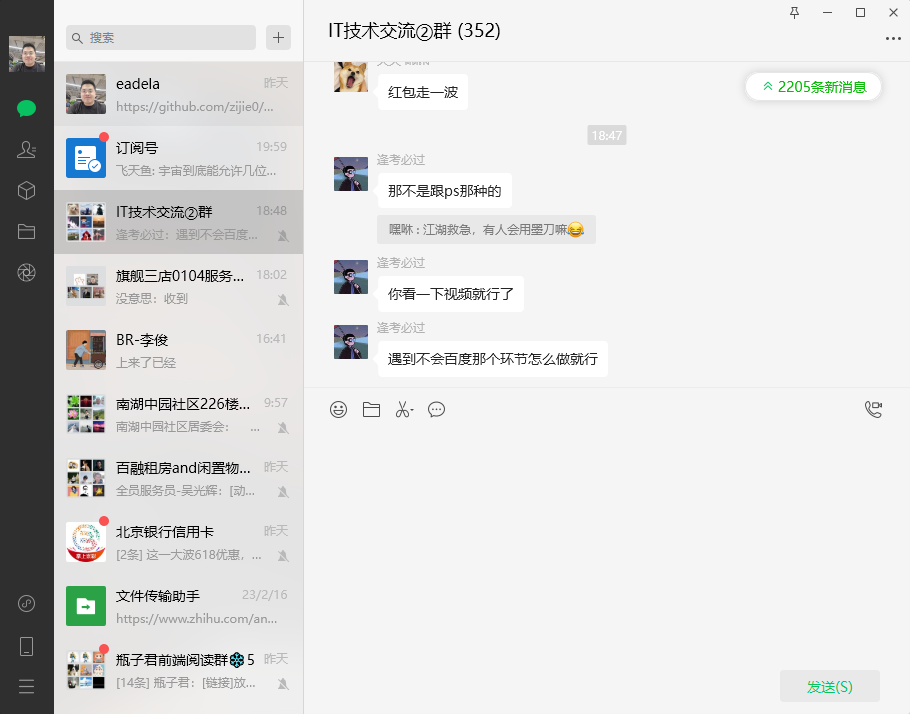 搜索
eadela
昨天
https://github.com/zijie0/...
订阅号
19:59
飞天鱼: 宇宙到底能允许几位...
IT技术交流②群
18:48
逢考必过：遇到不会百度...
旗舰三店0104服务...
18:02
没意思：收到
BR-李俊
16:41
上来了已经
南湖中园社区226楼...
9:57
南湖中园社区居委会： ...
百融租房and闲置物...
昨天
全员服务员-吴光辉：[动...
北京银行信用卡
昨天
[2条] 这一大波618优惠，...
文件传输助手
23/2/16
https://www.zhihu.com/an...
瓶子君前端阅读群❄5
昨天
[14条] 瓶子君：[链接]放...
IT技术交流②群 (352)
2205条新消息
红包走一波
18:47
逢考必过
那不是跟ps那种的
嘿咻 : 江湖救急，有人会用墨刀嘛😂
逢考必过
你看一下视频就行了
逢考必过
遇到不会百度那个环节怎么做就行
发送(S)